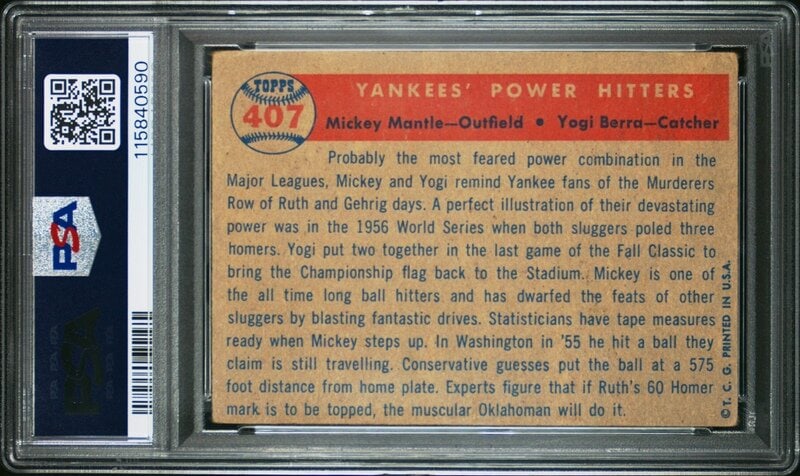 115840590
PSA
PSA
TOPPS
407
YANKEES' POWER HITTERS
Mickey Mantle—Outfield • Yogi Berra—Catcher
Probably the most feared power combination in the
Major Leagues, Mickey and Yogi remind Yankee fans of the Murderers
Row of Ruth and Gehrig days. A perfect illustration of their devastating
power was in the 1956 World Series when both sluggers poled three
homers. Yogi put two together in the last game of the Fall Classic to
bring the Championship flag back to the Stadium. Mickey is one of
the all time long ball hitters and has dwarfed the feats of other
sluggers by blasting fantastic drives. Statisticians have tape measures
ready when Mickey steps up. In Washington in '55 he hit a ball they
claim is still travelling. Conservative guesses put the ball at a 575
foot distance from home plate. Experts figure that if Ruth's 60 Homer
mark is to be topped, the muscular Oklahoman will do it.
© T. C. G. PRINTED IN U.S.A.